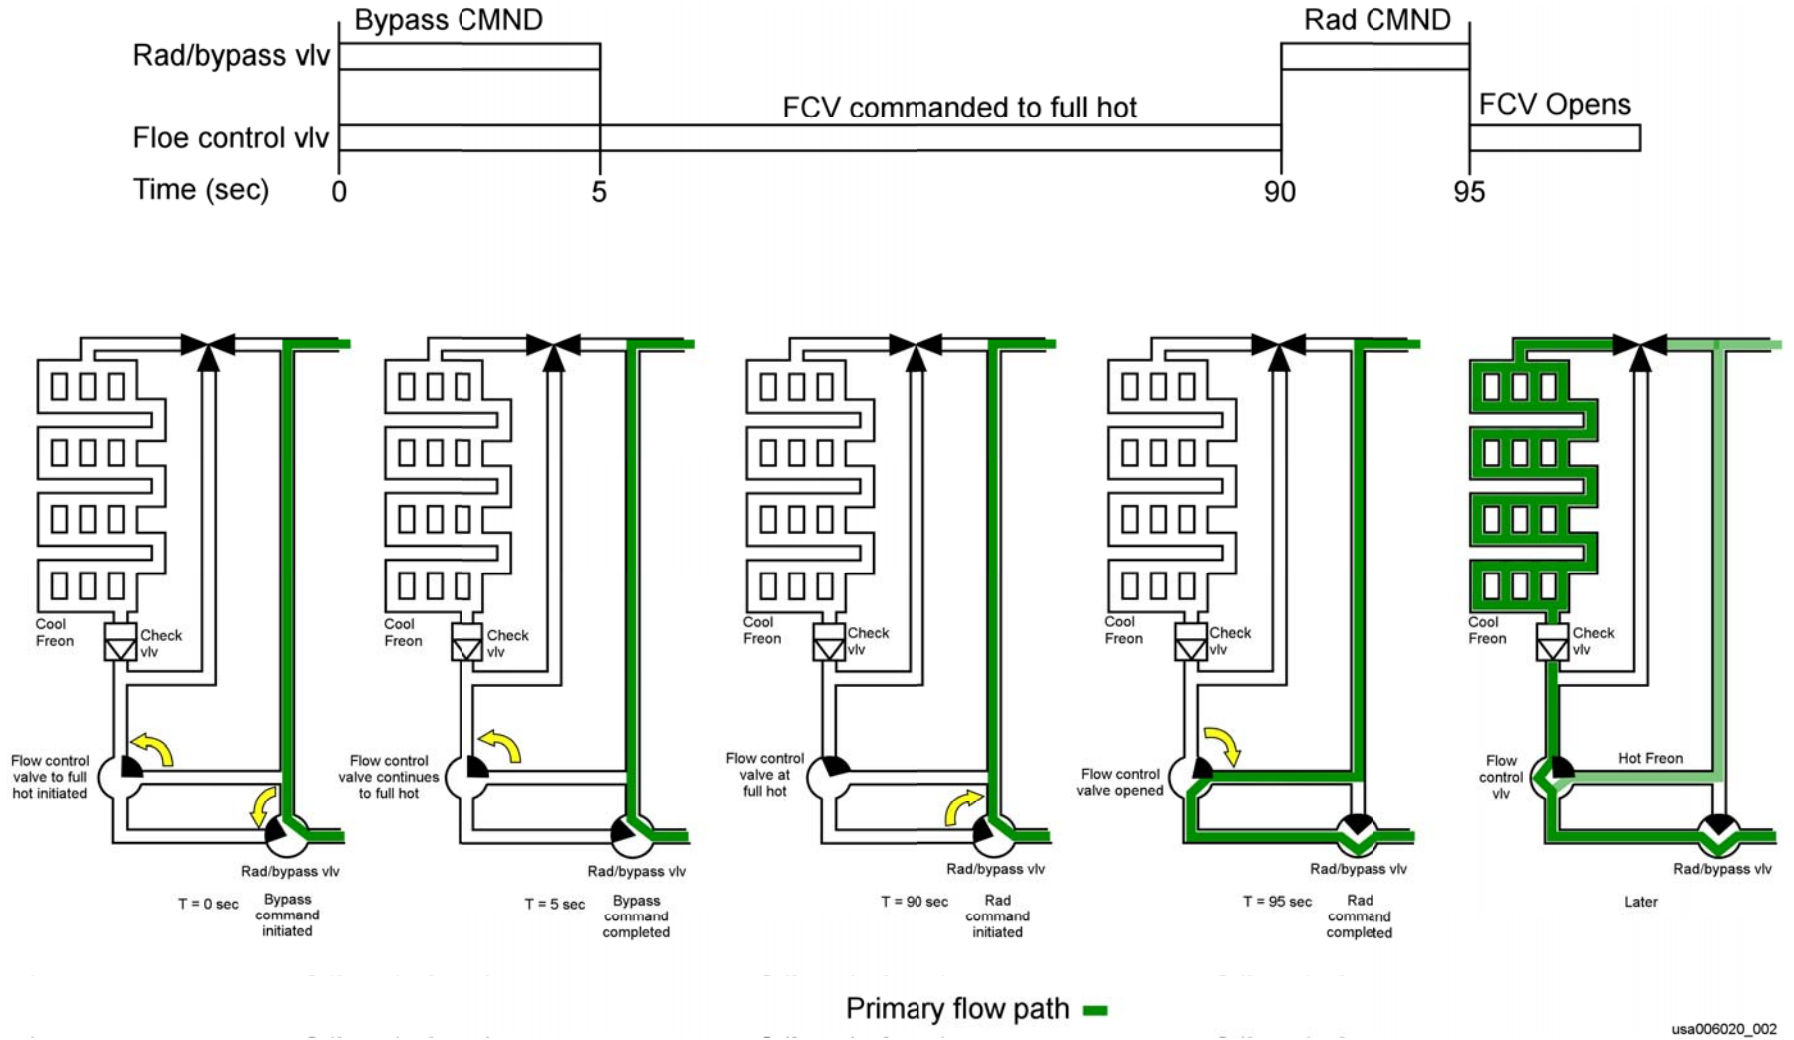 Bypass CMND
Rad CMND
Rad/bypass vlv
FCV commanded to full hot
FCV Opens
Floe control vlv
Time (sec)
0
5
90
95
Cool
Freon
Check
vlv
Flow control
valve to full
hot initiated
Rad/bypass vlv
T = 0 sec
Bypass
command
initiated
Cool
Freon
Check
vlv
Flow control
valve continues
to full hot
Rad/bypass vlv
T = 5 sec
Bypass
command
completed
Cool
Freon
Check
vlv
Flow control
valve at
full hot
Rad/bypass vlv
T = 90 sec
Rad
command
initiated
Cool
Freon
Check
vlv
Flow control
valve opened
Rad/bypass vlv
T = 95 sec
Rad
command
completed
Cool
Freon
Check
vlv
Flow
control
vlv
Hot Freon
Rad/bypass vlv
Later
Primary flow path
usa006020_002